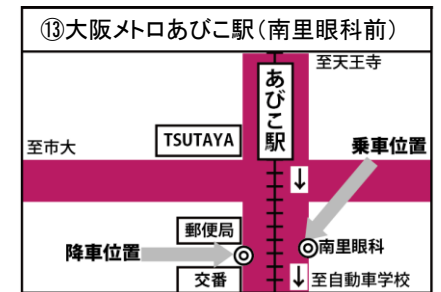 ⑬大阪メトロあびこ駅(南里眼科前)
至天王寺
あびこ駅
TSUTAYA
乗車位置
至市大
↓
郵便局
◎南里眼科
降車位置
◎
交番
↓至自動車学校